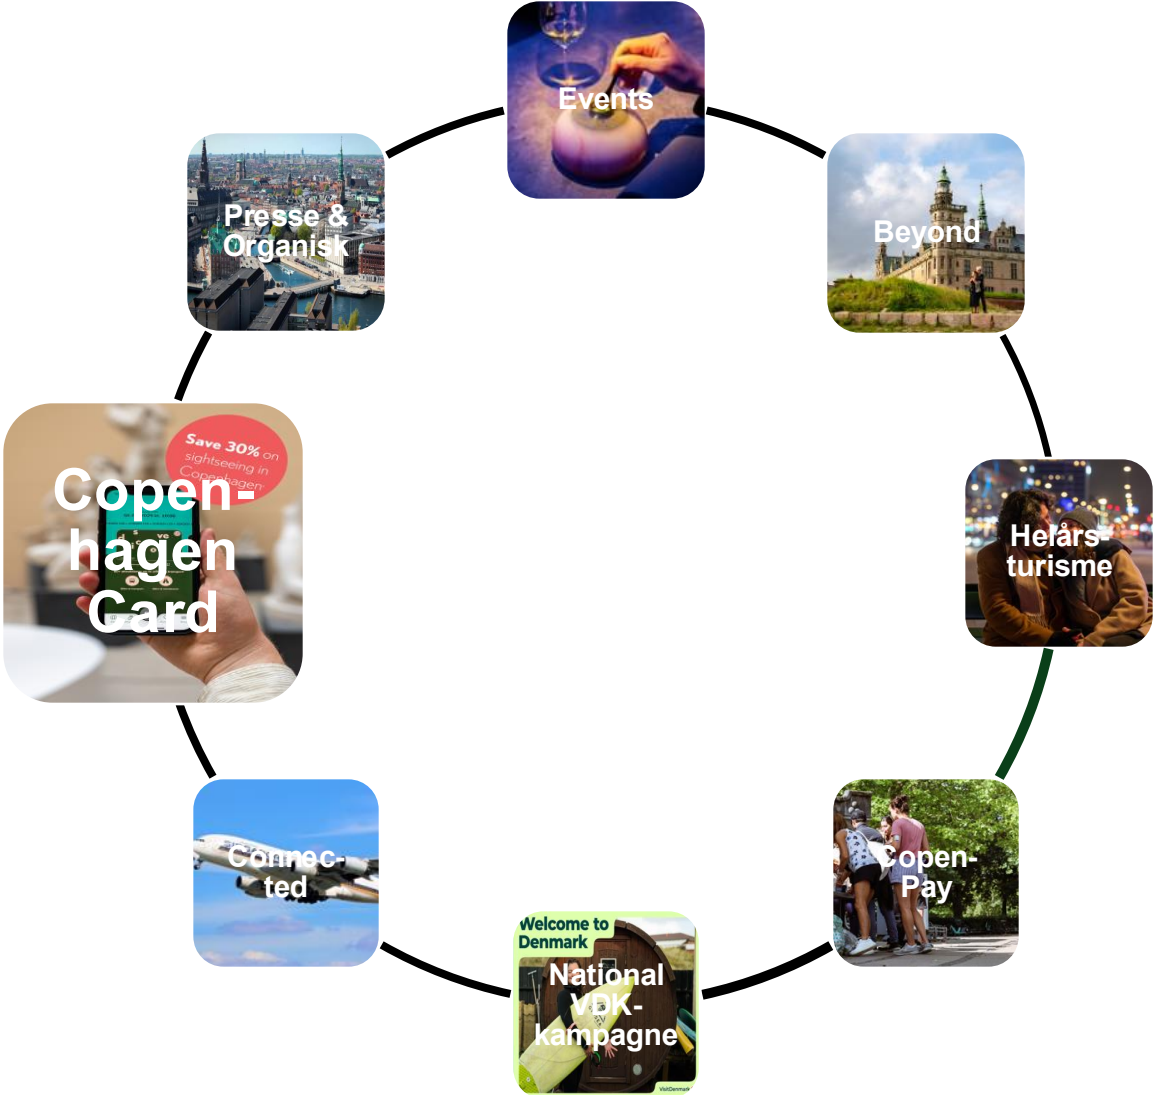 Events
Beyond
Helårs-
turisme
Copen-
Pay
Welcome to
Denmark
National
VDK-
kampagne
VisitDenmark
Connec-
ted
Save 30% on
sightseeing in
Copenhagen
Copen-
hagen
Card
Presse &
Organisk